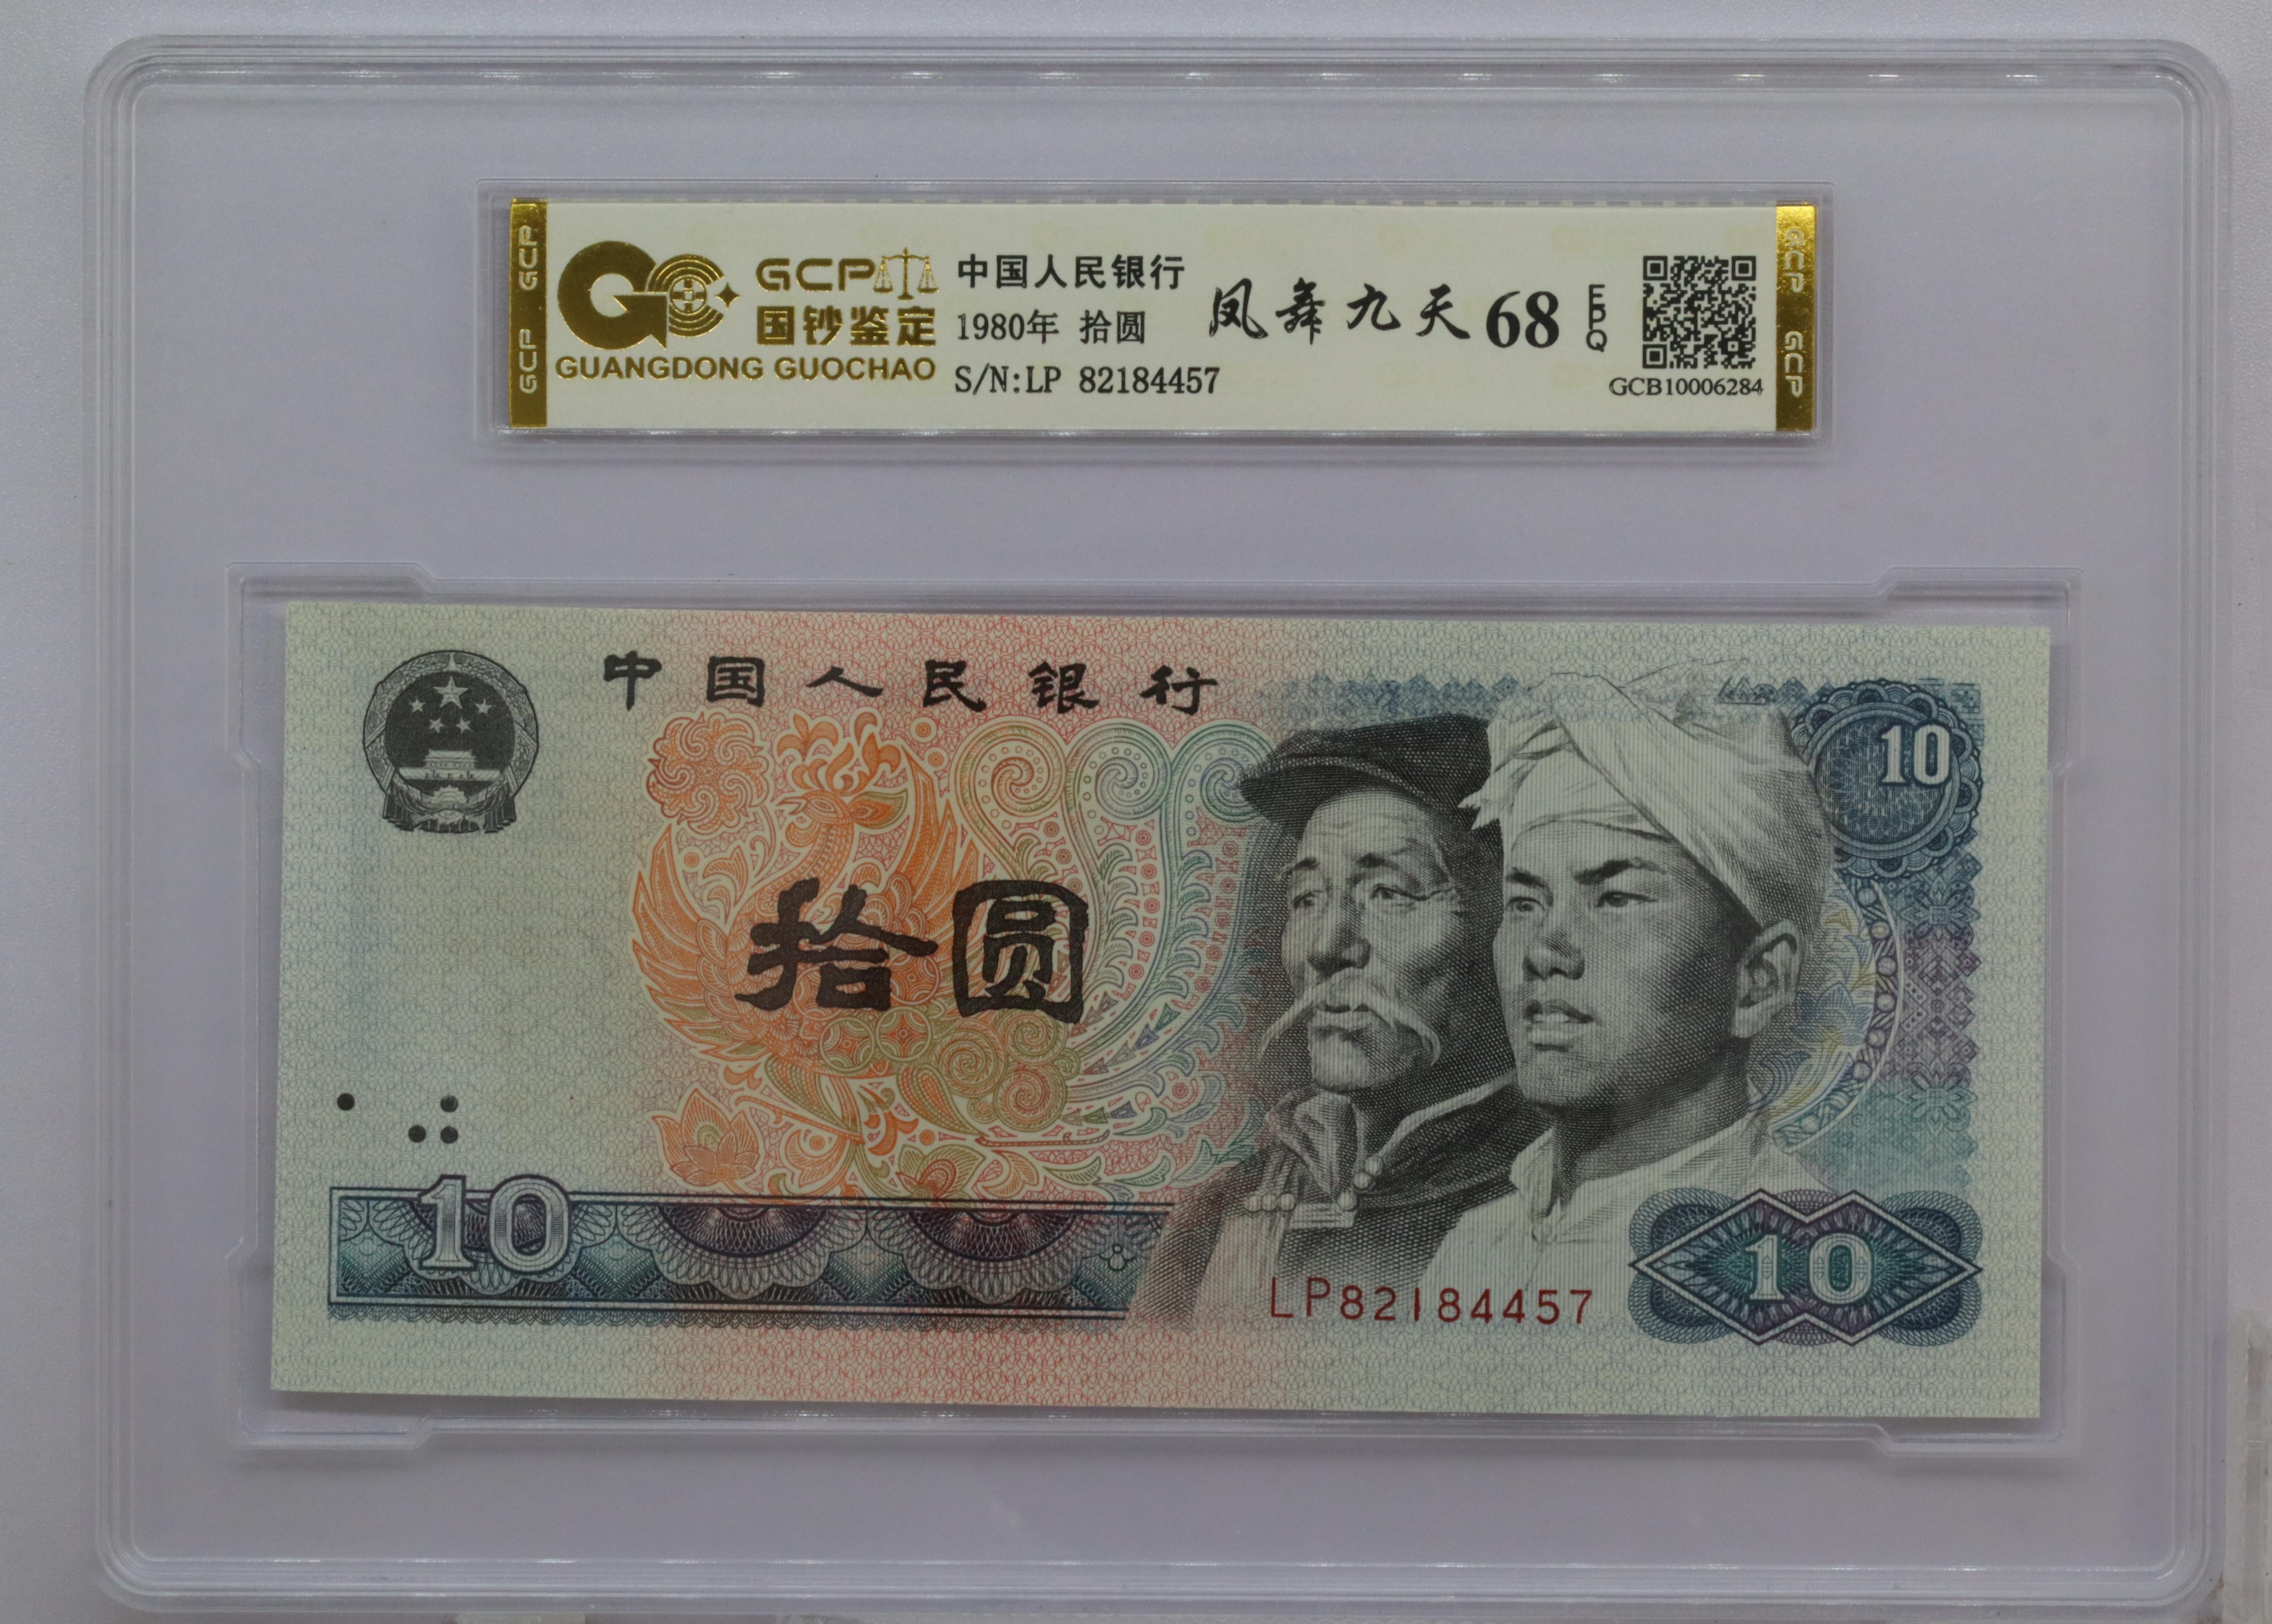 GCP GCP
GCP
国钞鉴定
GUANGDONG GUOCHAO
中国人民银行
1980年 拾圆
S/N:LP 82184457
凤舞九天 68 EPQ
GCB10006284
GCP GCP
中国人民银行
10
拾圆
10
LP82184457
10